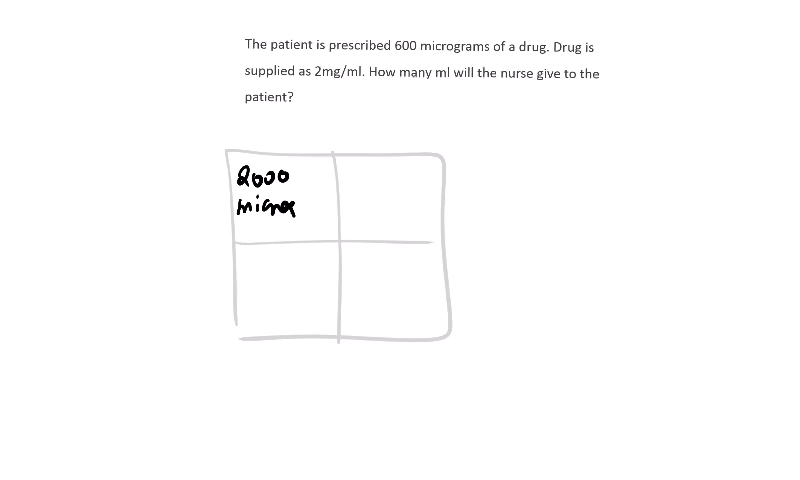 The patient is prescribed 600 micrograms of a drug. Drug is
supplied as 2mg/ml. How many ml will the nurse give to the
patient?
2000
micros